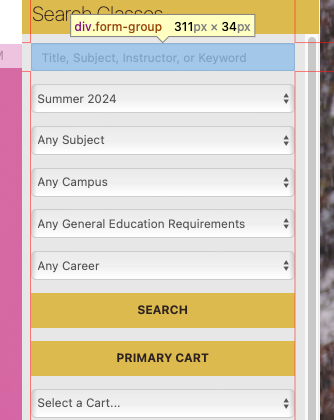 Search Classes
div.form-group 311px × 34px
Title, Subject, Instructor, or Keyword
Summer 2024
Any Subject
Any Campus
Any General Education Requirements
Any Career
SEARCH
PRIMARY CART
Select a Cart...